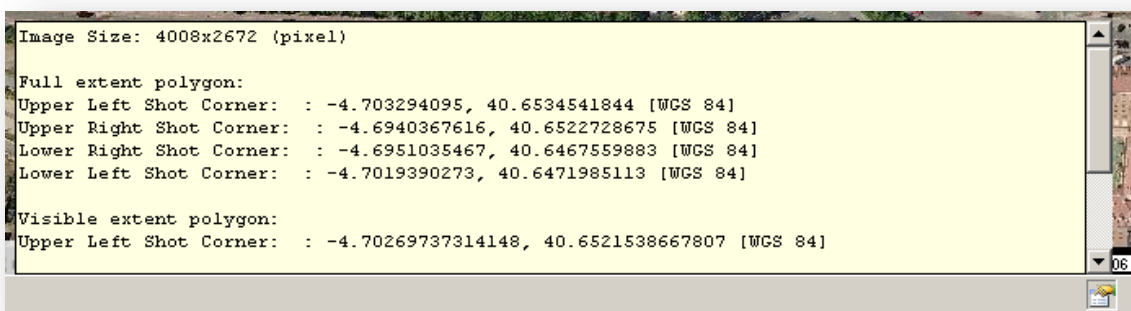 Image Size: 4008x2672 (pixel)
Full extent polygon:
Upper Left Shot Corner:  : -4.703294095, 40.6534541844 [WGS 84]
Upper Right Shot Corner:  : -4.6940367616, 40.6522728675 [WGS 84]
Lower Right Shot Corner:  : -4.6951035467, 40.6467559883 [WGS 84]
Lower Left Shot Corner:  : -4.7019390273, 40.6471985113 [WGS 84]
Visible extent polygon:
Upper Left Shot Corner:  : -4.70269737314148, 40.6521538667807 [WGS 84]
06